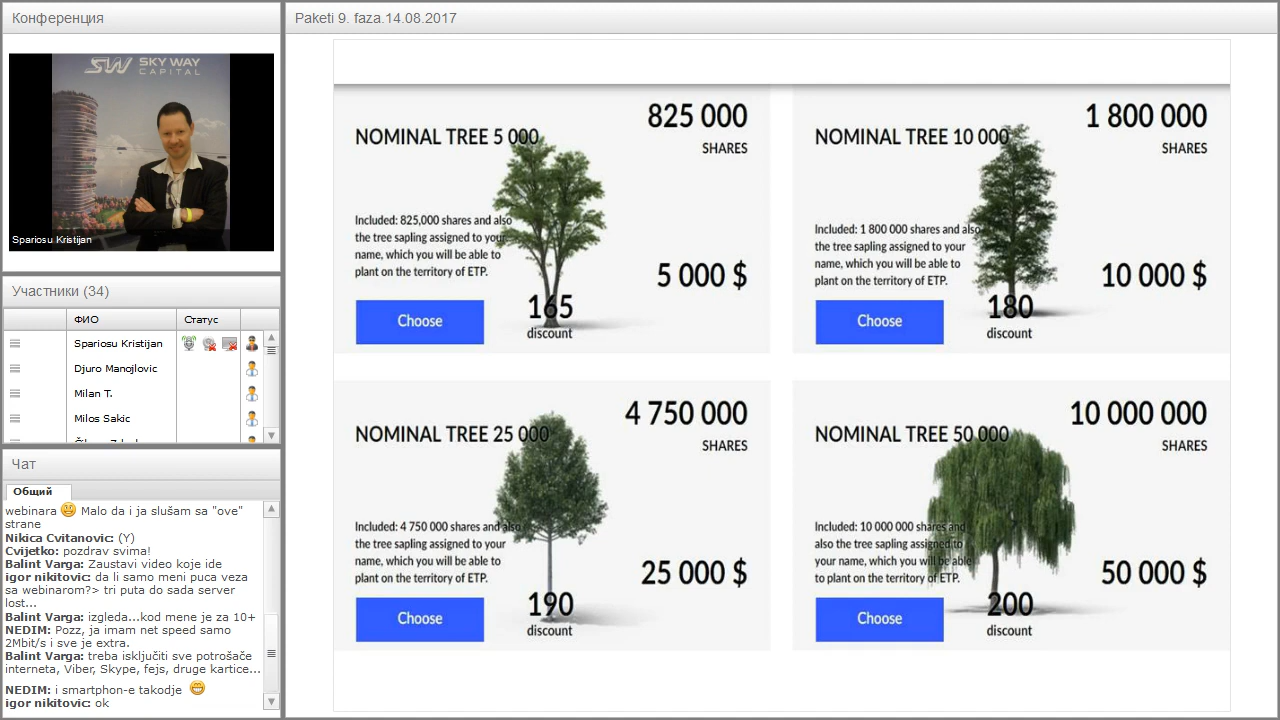 Конференция
SW SKY WAY
CAPITAL
Spariosu Kristijan
Участники (34)
ФИО Статус
Spariosu Kristijan
Djuro Manojlovic
Milan T.
Milos Sakic
Чат
Общий
webinara Malo da i ja slušam sa "ove"
strane
Nikica Cvitanovic: (Y)
Cvijetko: pozdrav svima!
Balint Varga: Zaustavi video koje ide
igor nikitovic: da li samo meni puca veza
sa webinarom?> tri puta do sada server
lost...
Balint Varga: izgleda...kod mene je za 10+
NEDIM: Pozz, ja imam net speed samo
2Mbit/s i sve je extra.
Balint Varga: treba isključiti sve potrošače
interneta, Viber, Skype, fejs, druge kartice...
NEDIM: i smartphon-e takodje
igor nikitovic: ok
Paketi 9. faza.14.08.2017
825 000
SHARES
NOMINAL TREE 5 000
Included: 825,000 shares and also
the tree sapling assigned to your
name, which you will be able to
plant on the territory of ETP.
5 000 $
Choose
165
discount
1 800 000
SHARES
NOMINAL TREE 10 000
Included: 1 800 000 shares and also
the tree sapling assigned to your
name, which you will be able to
plant on the territory of ETP.
10 000 $
Choose
180
discount
4 750 000
SHARES
NOMINAL TREE 25 000
Included: 4 750 000 shares and also
the tree sapling assigned to your
name, which you will be able to
plant on the territory of ETP.
25 000 $
Choose
190
discount
10 000 000
SHARES
NOMINAL TREE 50 000
Included: 10 000 000 shares and
also the tree sapling assigned to
your name, which you will be able
to plant on the territory of ETP.
50 000 $
Choose
200
discount